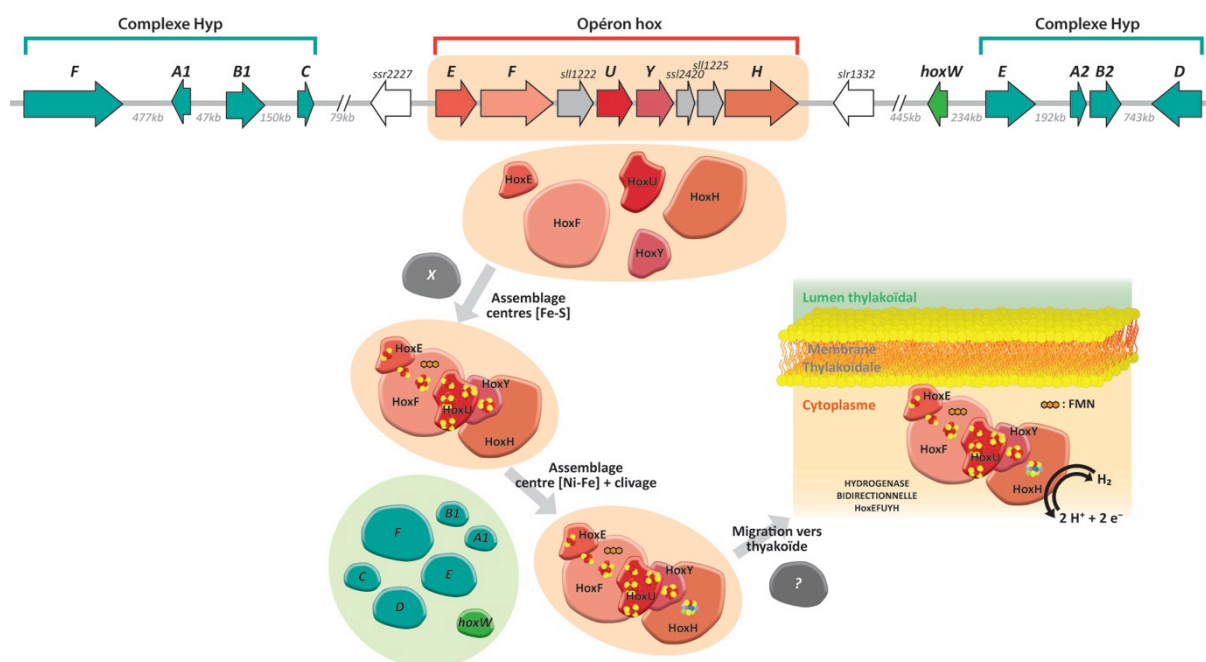 Complexe Hyp
Opéron hox
Complexe Hyp
F
A1
B1
C
ssr2227
E
F
sll1222
U
Y
ssl2420
sll1225
H
slr1332
hoxW
E
A2
B2
D
477kb
47kb
150kb
79kb
445kb
234kb
192kb
743kb
HoxE
HoxF
HoxU
HoxY
HoxH
X
Assemblage
centres [Fe-S]
HoxE
HoxF
HoxU
HoxY
HoxH
Assemblage
centre [Ni-Fe] + clivage
F
B1
A1
C
E
D
hoxW
HoxE
HoxF
HoxU
HoxY
HoxH
Migration vers
thyakoïde
?
Lumen thylakoïdal
Membrane
Thylakoïdale
Cytoplasme
HoxE
: FMN
HoxF
HoxU
HoxY
HoxH
HYDROGENASE
BIDIRECTIONNELLE
HoxEFUYH
H₂
2 H⁺ + 2 e⁻